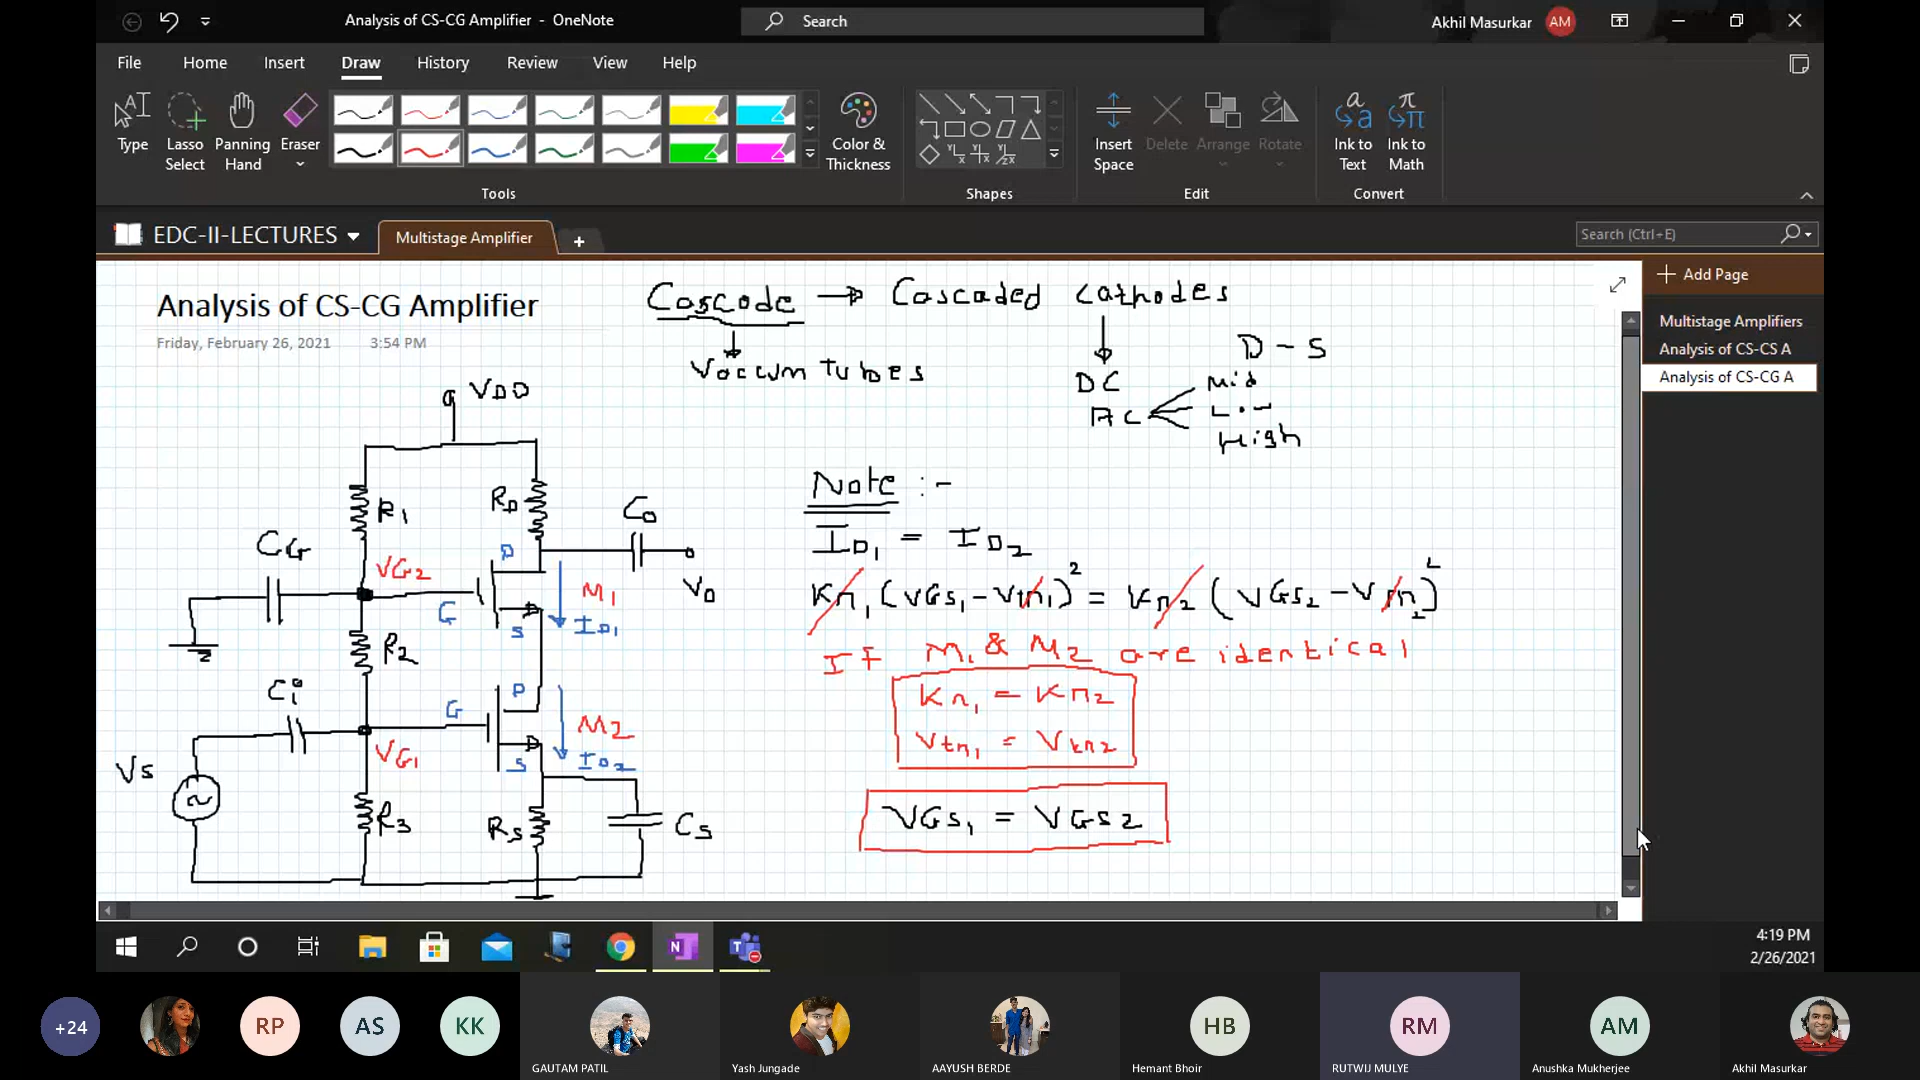 Analysis of CS-CG Amplifier - OneNote
Search
Akhil Masurkar AM
File Home Insert Draw History Review View Help
Type
Lasso Select
Panning Hand
Eraser
Color & Thickness
Insert Space
Delete
Arrange
Rotate
Ink to Text
Ink to Math
Tools
Shapes
Edit
Convert
EDC-II-LECTURES
Multistage Amplifier
Search (Ctrl+E)
Add Page
Multistage Amplifiers
Analysis of CS-CS A
Analysis of CS-CG A
Analysis of CS-CG Amplifier
Friday, February 26, 2021 3:54 PM
Cascode → Cascaded Cathodes
Vaccum Tubes
D - S
DC
AC
Mid
Low
High
VDD
R1
RD
CO
VO
CG
VG2
G
D
S
M1
ID1
R2
Ci
VG1
G
D
S
M2
ID2
VS
R3
RS
CS
Note :-
ID1 = ID2
Kn1 (VGS1 - Vtn1)² = Kn2 (VGS2 - Vtn2)²
IF M1 & M2 are identical
Kn1 = Kn2
Vtn1 = Vtn2
VGS1 = VGS2
4:19 PM
2/26/2021
+24
RP
AS
KK
GAUTAM PATIL
Yash Jungade
AAYUSH BERDE
HB
Hemant Bhoir
RM
RUTWIJ MULYE
AM
Anushka Mukherjee
Akhil Masurkar